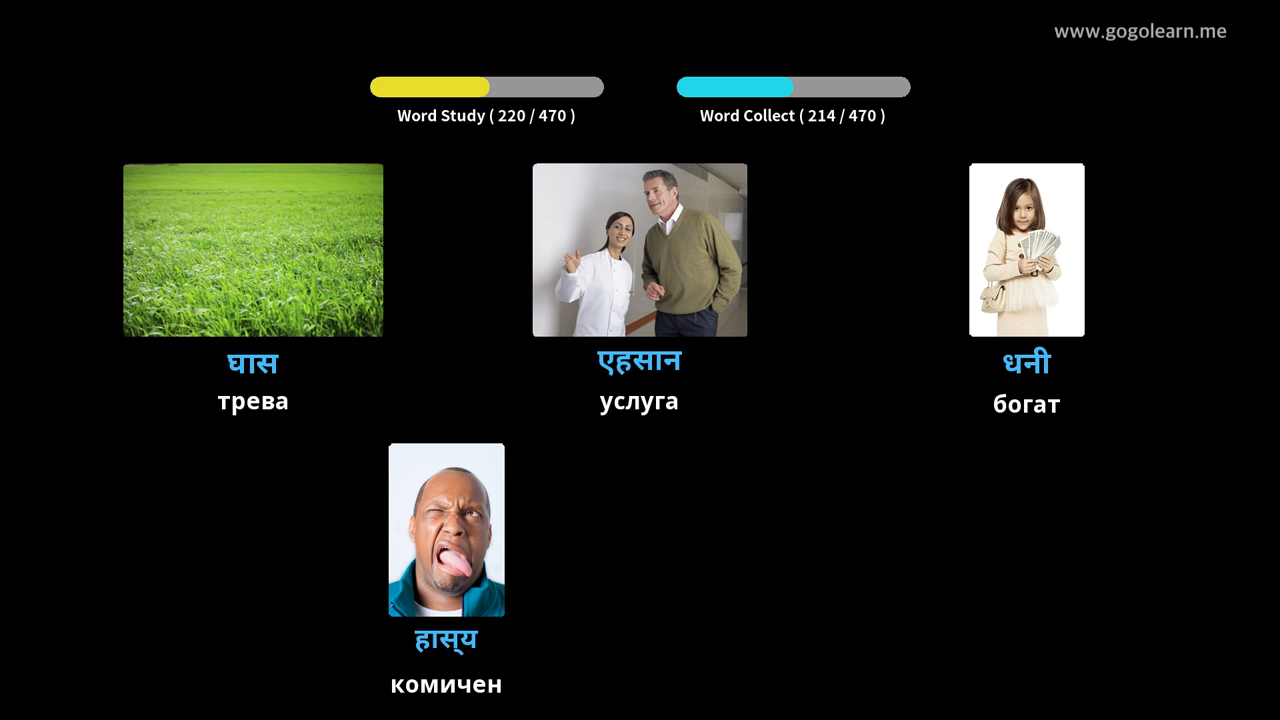 www.gogolearn.me
Word Study ( 220 / 470 )
Word Collect ( 214 / 470 )
घास
एहसान
धनी
трева
услуга
богат
हास्‌य
комичен